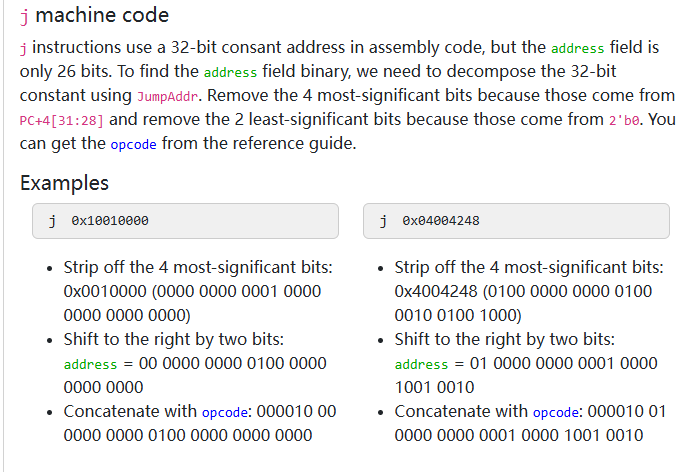 j machine code
j instructions use a 32-bit consant address in assembly code, but the address field is
only 26 bits. To find the address field binary, we need to decompose the 32-bit
constant using JumpAddr. Remove the 4 most-significant bits because those come from
PC+4[31:28] and remove the 2 least-significant bits because those come from 2'b0. You
can get the opcode from the reference guide.
Examples
j 0x10010000
• Strip off the 4 most-significant bits:
0x0010000 (0000 0000 0001 0000
0000 0000 0000)
• Shift to the right by two bits:
address = 00 0000 0000 0100 0000
0000 0000
• Concatenate with opcode: 000010 00
0000 0000 0100 0000 0000 0000
j 0x04004248
• Strip off the 4 most-significant bits:
0x4004248 (0100 0000 0000 0100
0010 0100 1000)
• Shift to the right by two bits:
address = 01 0000 0000 0001 0000
1001 0010
• Concatenate with opcode: 000010 01
0000 0000 0001 0000 1001 0010